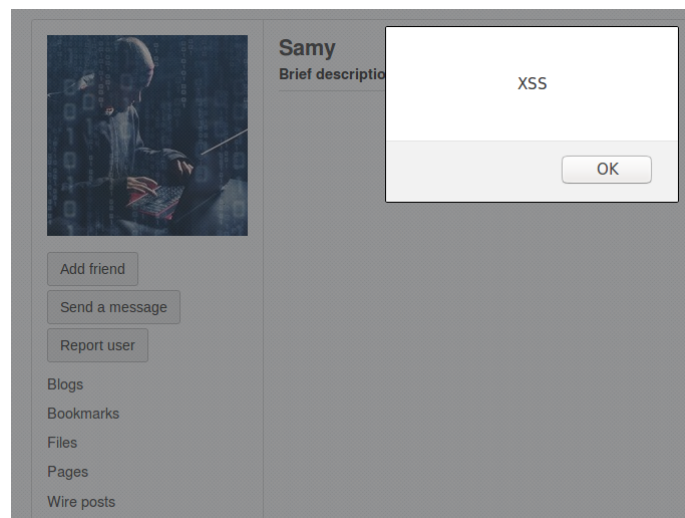 Samy
Brief descriptio
XSS
OK
Add friend
Send a message
Report user
Blogs
Bookmarks
Files
Pages
Wire posts